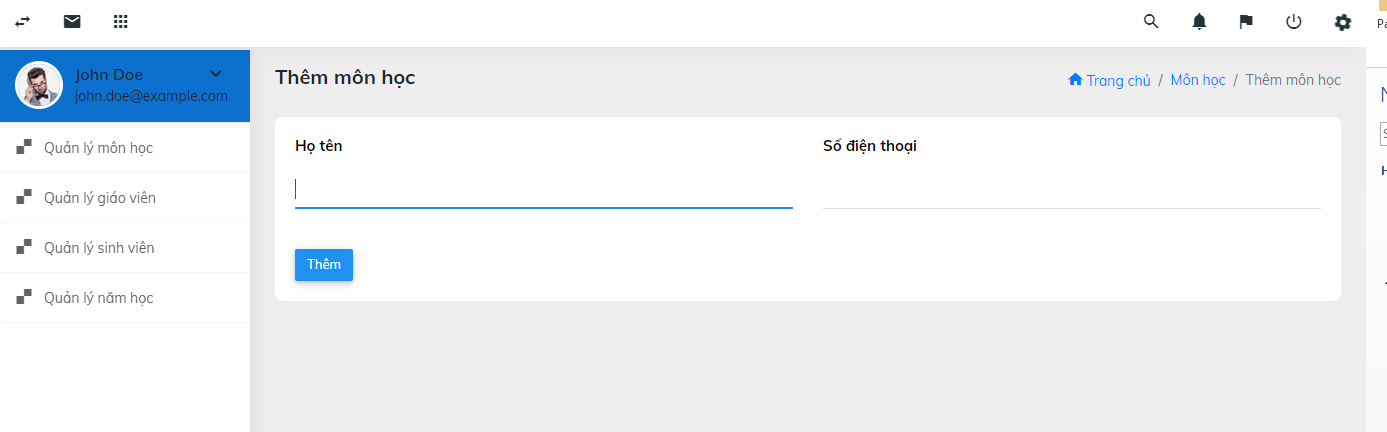 John Doe
john.doe@example.com
Quản lý môn học
Quản lý giáo viên
Quản lý sinh viên
Quản lý năm học
Thêm môn học
Trang chủ / Môn học / Thêm môn học
Họ tên
Số điện thoại
Thêm